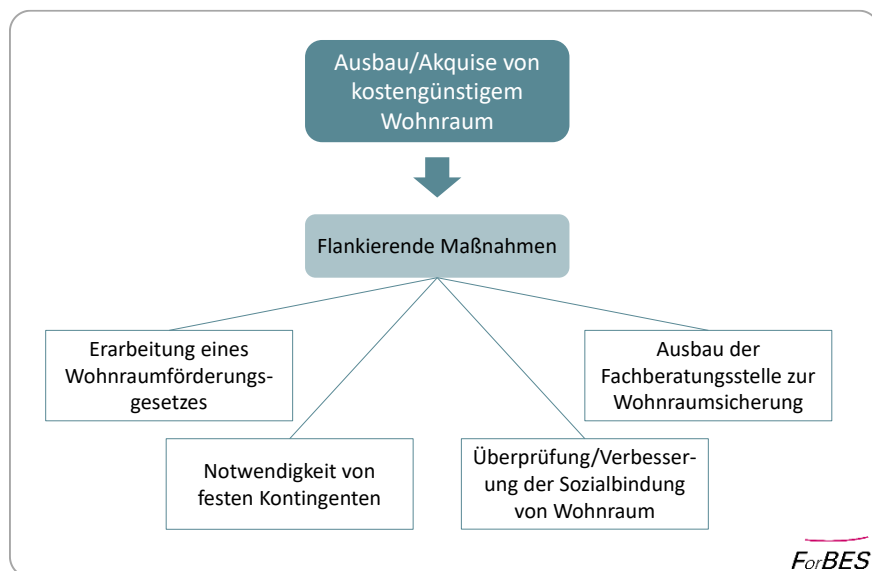 Ausbau/Akquise von
kostengünstigem
Wohnraum
Flankierende Maßnahmen
Erarbeitung eines
Wohnraumförderungs-
gesetzes
Ausbau der
Fachberatungsstelle zur
Wohnraumsicherung
Notwendigkeit von
festen Kontingenten
Überprüfung/Verbesser-
ung der Sozialbindung
von Wohnraum
ForBES